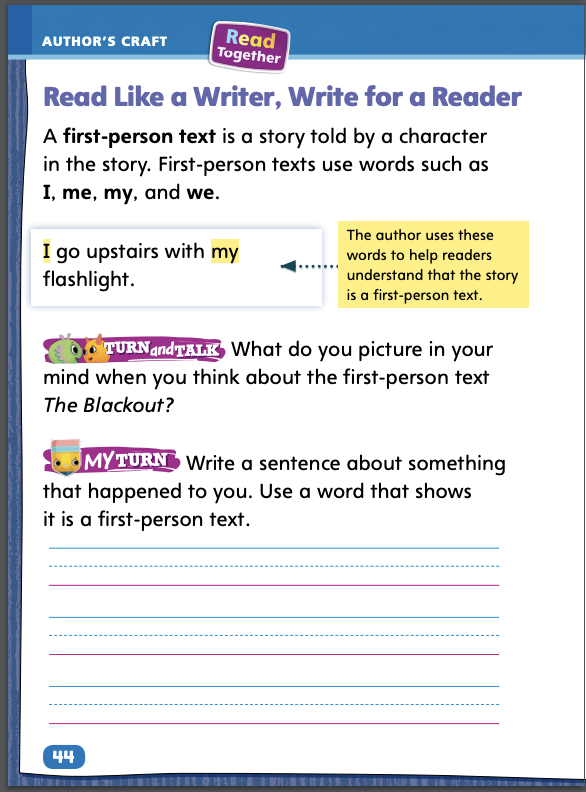 AUTHOR'S CRAFT
Read
Together
Read Like a Writer, Write for a Reader
A first-person text is a story told by a character
in the story. First-person texts use words such as
I, me, my, and we.
I go upstairs with my
flashlight.
The author uses these
words to help readers
understand that the story
is a first-person text.
TURN and TALK What do you picture in your
mind when you think about the first-person text
The Blackout?
MY TURN Write a sentence about something
that happened to you. Use a word that shows
it is a first-person text.
44